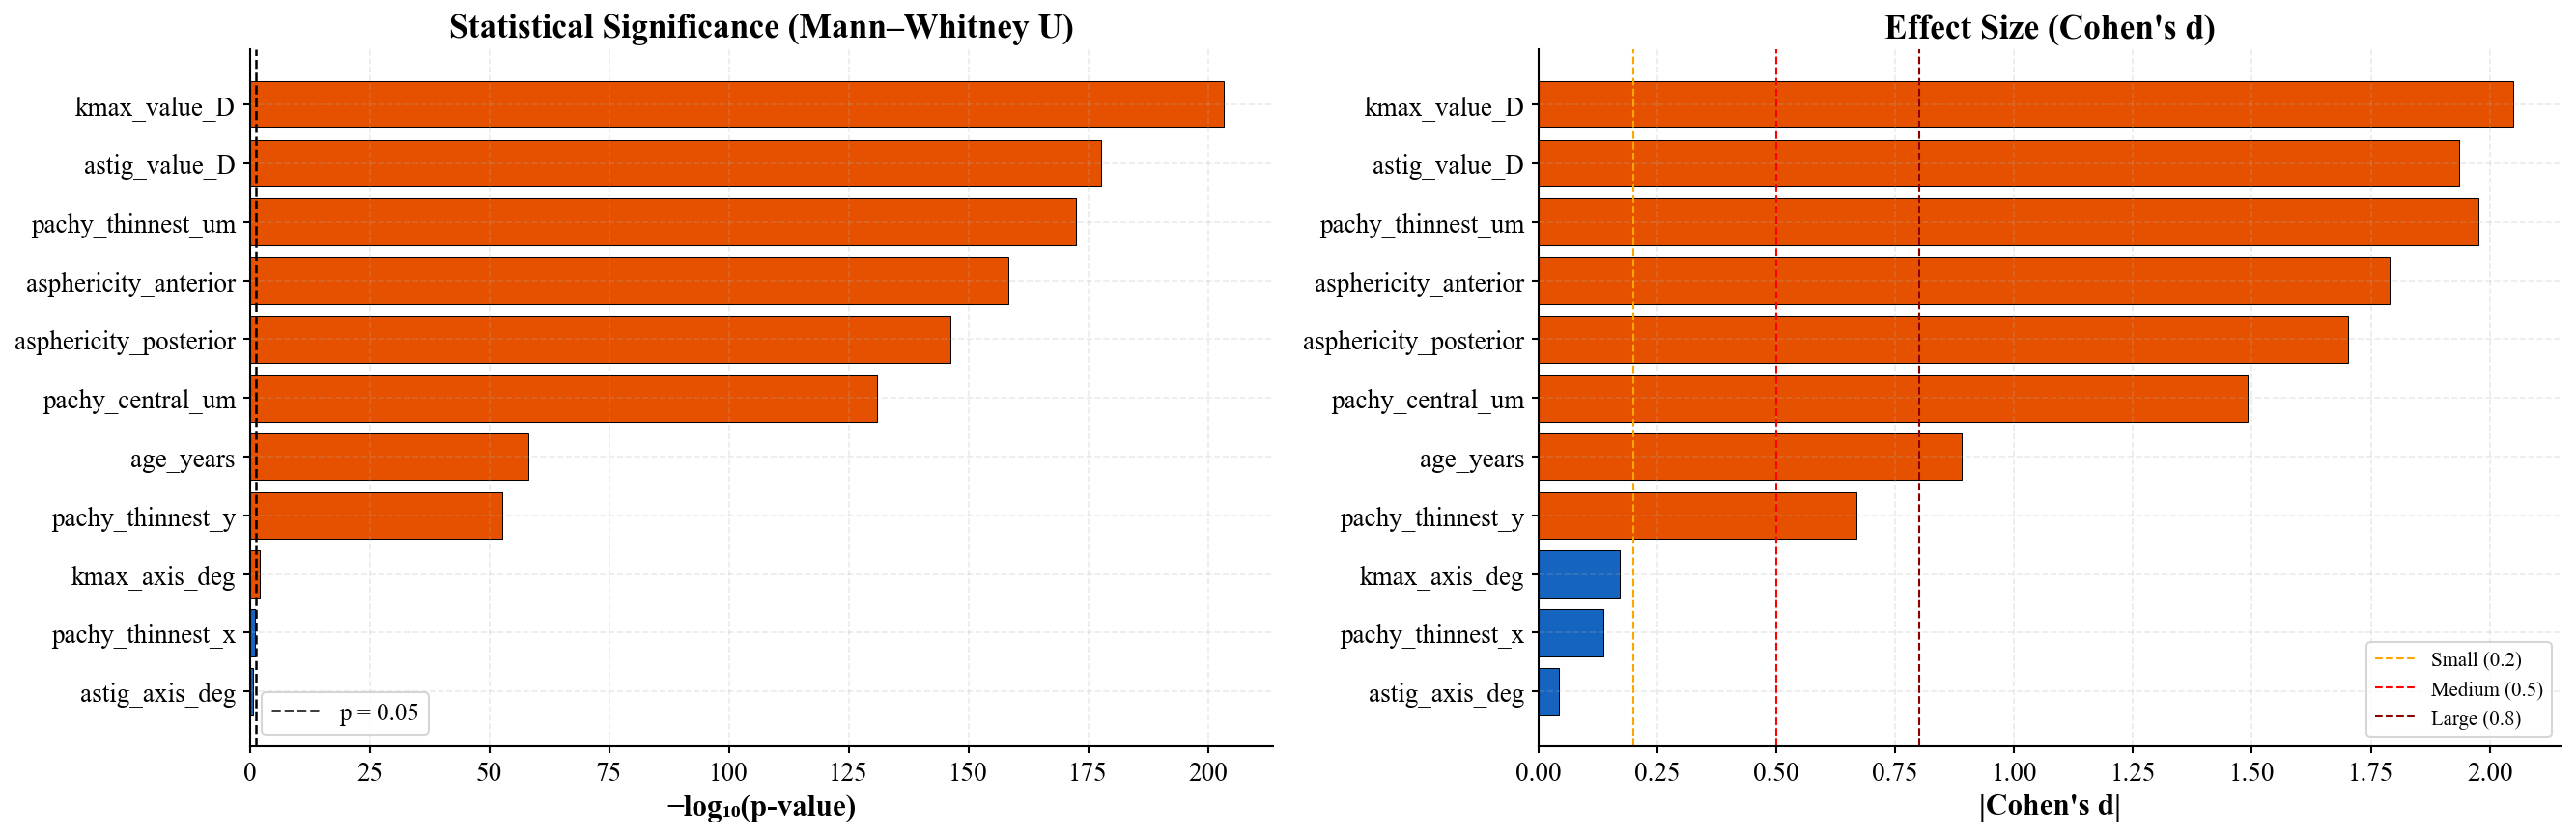 Statistical Significance (Mann–Whitney U)
kmax_value_D
astig_value_D
pachy_thinnest_um
asphericity_anterior
asphericity_posterior
pachy_central_um
age_years
pachy_thinnest_y
kmax_axis_deg
pachy_thinnest_x
astig_axis_deg
p = 0.05
0 25 50 75 100 125 150 175 200
−log₁₀(p-value)
Effect Size (Cohen's d)
kmax_value_D
astig_value_D
pachy_thinnest_um
asphericity_anterior
asphericity_posterior
pachy_central_um
age_years
pachy_thinnest_y
kmax_axis_deg
pachy_thinnest_x
astig_axis_deg
Small (0.2)
Medium (0.5)
Large (0.8)
0.00 0.25 0.50 0.75 1.00 1.25 1.50 1.75 2.00
|Cohen's d|